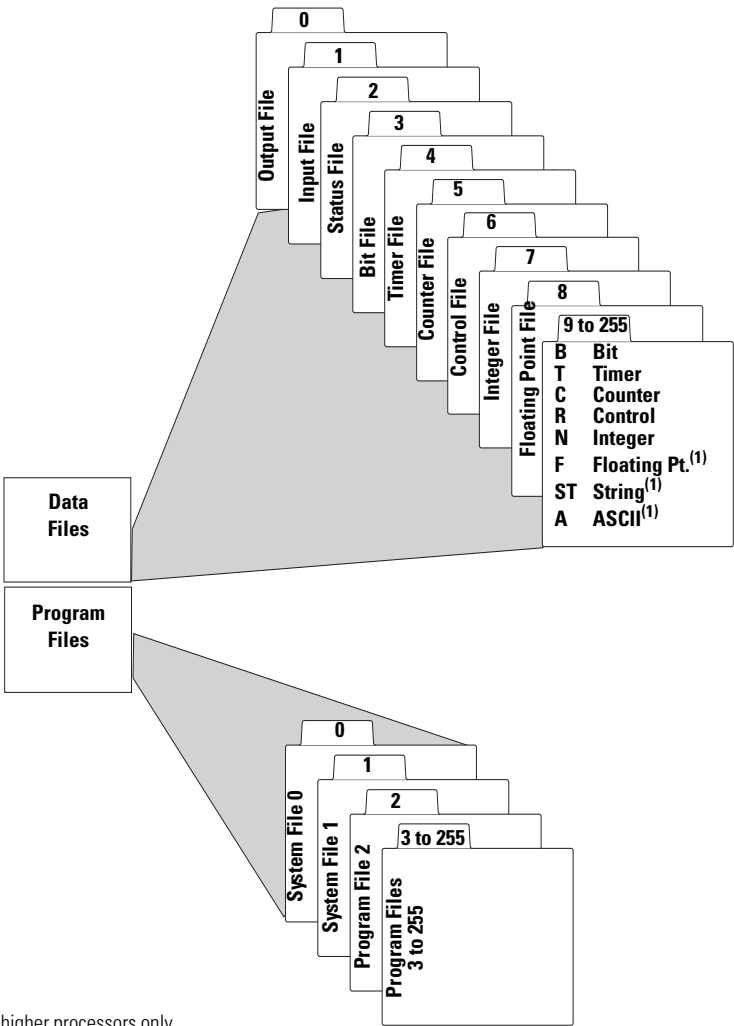 0
Output File
1
Input File
2
Status File
3
Bit File
4
Timer File
5
Counter File
6
Control File
7
Integer File
8
Floating Point File
9 to 255
B Bit
T Timer
C Counter
R Control
N Integer
F Floating Pt.(1)
ST String(1)
A ASCII(1)
Data
Files
Program
Files
0
System File 0
1
System File 1
2
Program File 2
3 to 255
Program Files
3 to 255
higher processors only